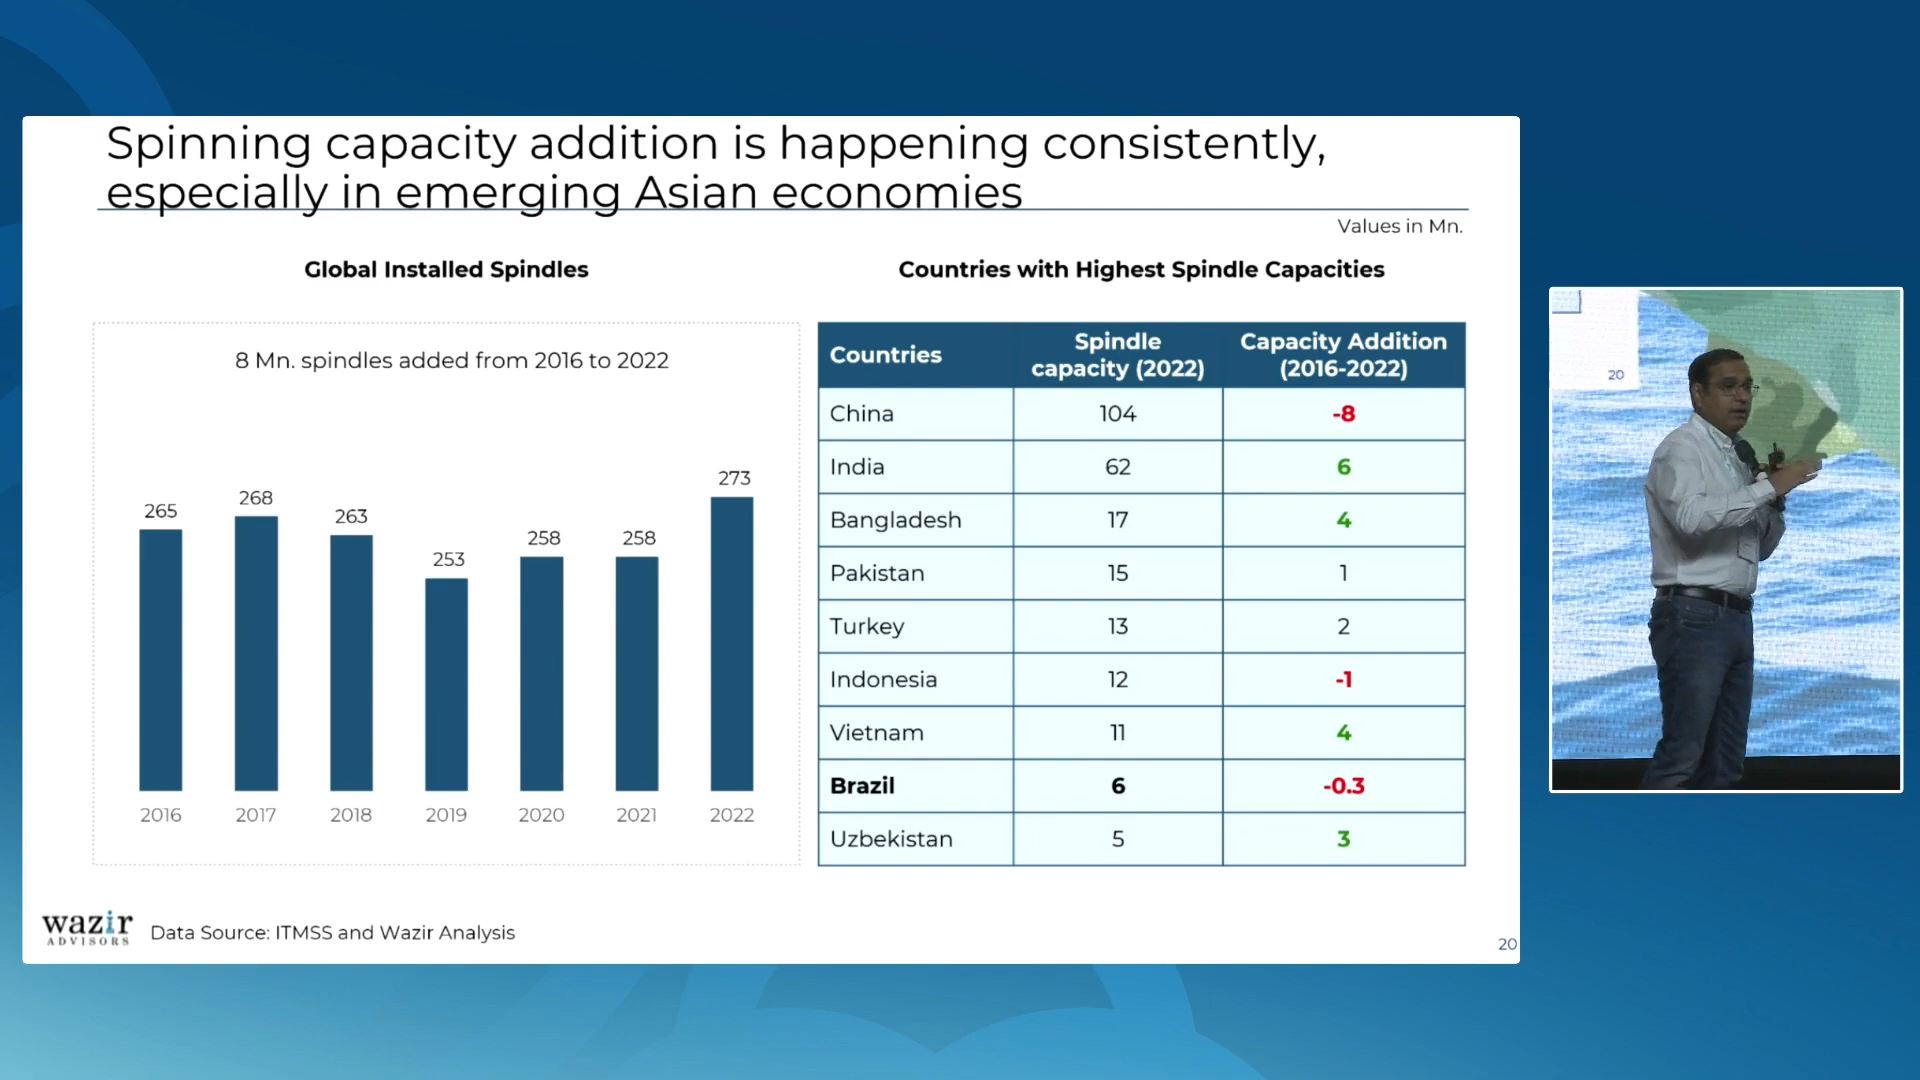 Spinning capacity addition is happening consistently,
especially in emerging Asian economies
Values in Mn.
Global Installed Spindles
8 Mn. spindles added from 2016 to 2022
265 268 263 253 258 258 273
2016 2017 2018 2019 2020 2021 2022
Countries with Highest Spindle Capacities
Countries Spindle capacity (2022) Capacity Addition (2016-2022)
China 104 -8
India 62 6
Bangladesh 17 4
Pakistan 15 1
Turkey 13 2
Indonesia 12 -1
Vietnam 11 4
Brazil 6 -0.3
Uzbekistan 5 3
wazir
ADVISORS
Data Source: ITMSS and Wazir Analysis
20
20